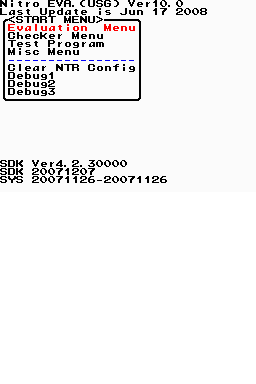 Nitro EVA.(USG) Ver10.0
Last Update is Jun 17 2008
<START MENU>
Evaluation Menu
Checker Menu
Test Program
Misc Menu
-----------------
Clear NTR Config
Debug1
Debug2
Debug3
SDK Ver4.2.30000
SDK 20071207
SYS 20071126-20071126